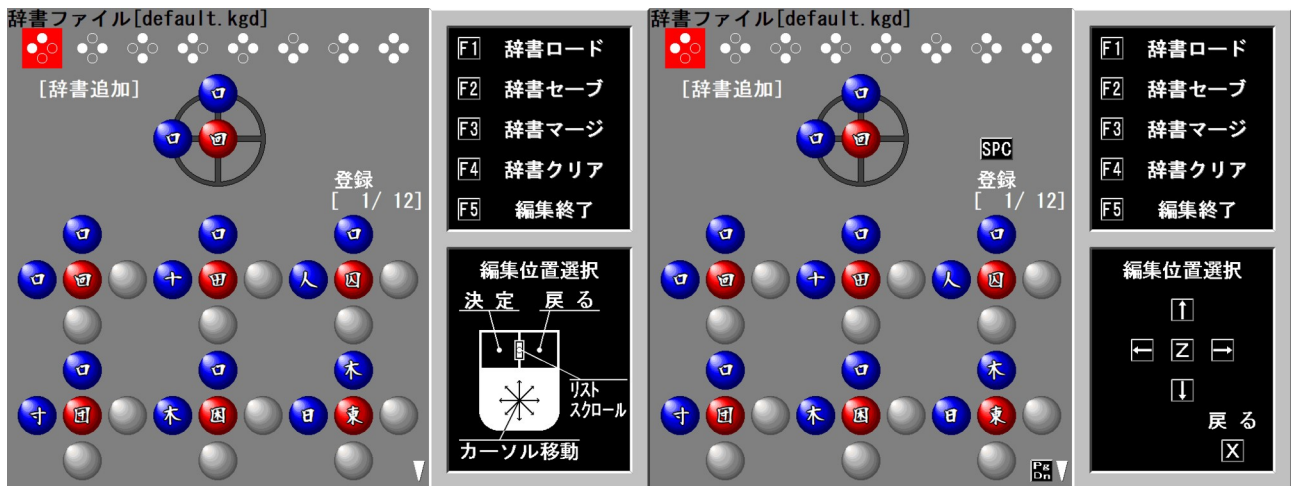 辞書ファイル[default.kgd]
[辞書追加]
口
口 回
登録
[ 1/ 12]
口 口 口
口 回 十 田 人 囚
口 口 木
寸 団 木 困 日 東
F1 辞書ロード
F2 辞書セーブ
F3 辞書マージ
F4 辞書クリア
F5 編集終了
編集位置選択
決 定 戻 る
リスト
スクロール
カーソル移動
辞書ファイル[default.kgd]
[辞書追加]
口
口 回
SPC
登録
[ 1/ 12]
口 口 口
口 回 十 田 人 囚
口 口 木
寸 団 木 困 日 東
Pg
Dn
F1 辞書ロード
F2 辞書セーブ
F3 辞書マージ
F4 辞書クリア
F5 編集終了
編集位置選択
↑
← Z →
↓
戻 る
X